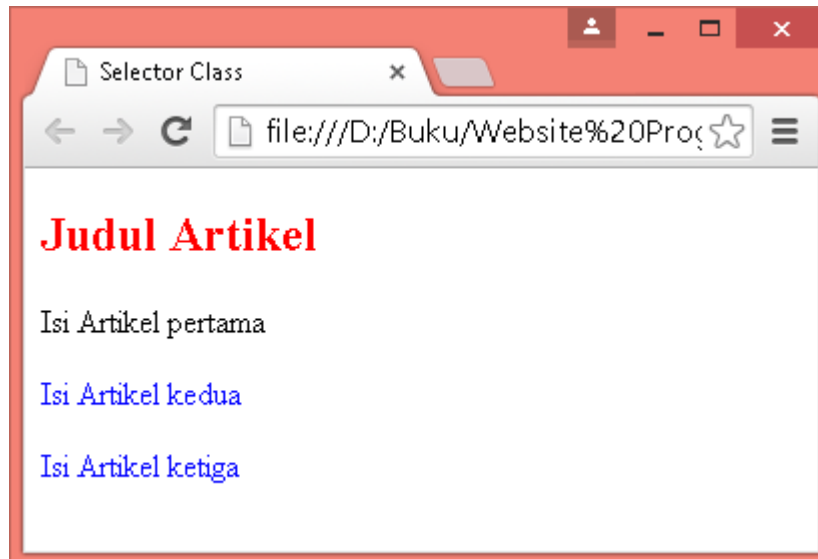 Selector Class
file:///D:/Buku/Website%20Prog
Judul Artikel
Isi Artikel pertama
Isi Artikel kedua
Isi Artikel ketiga